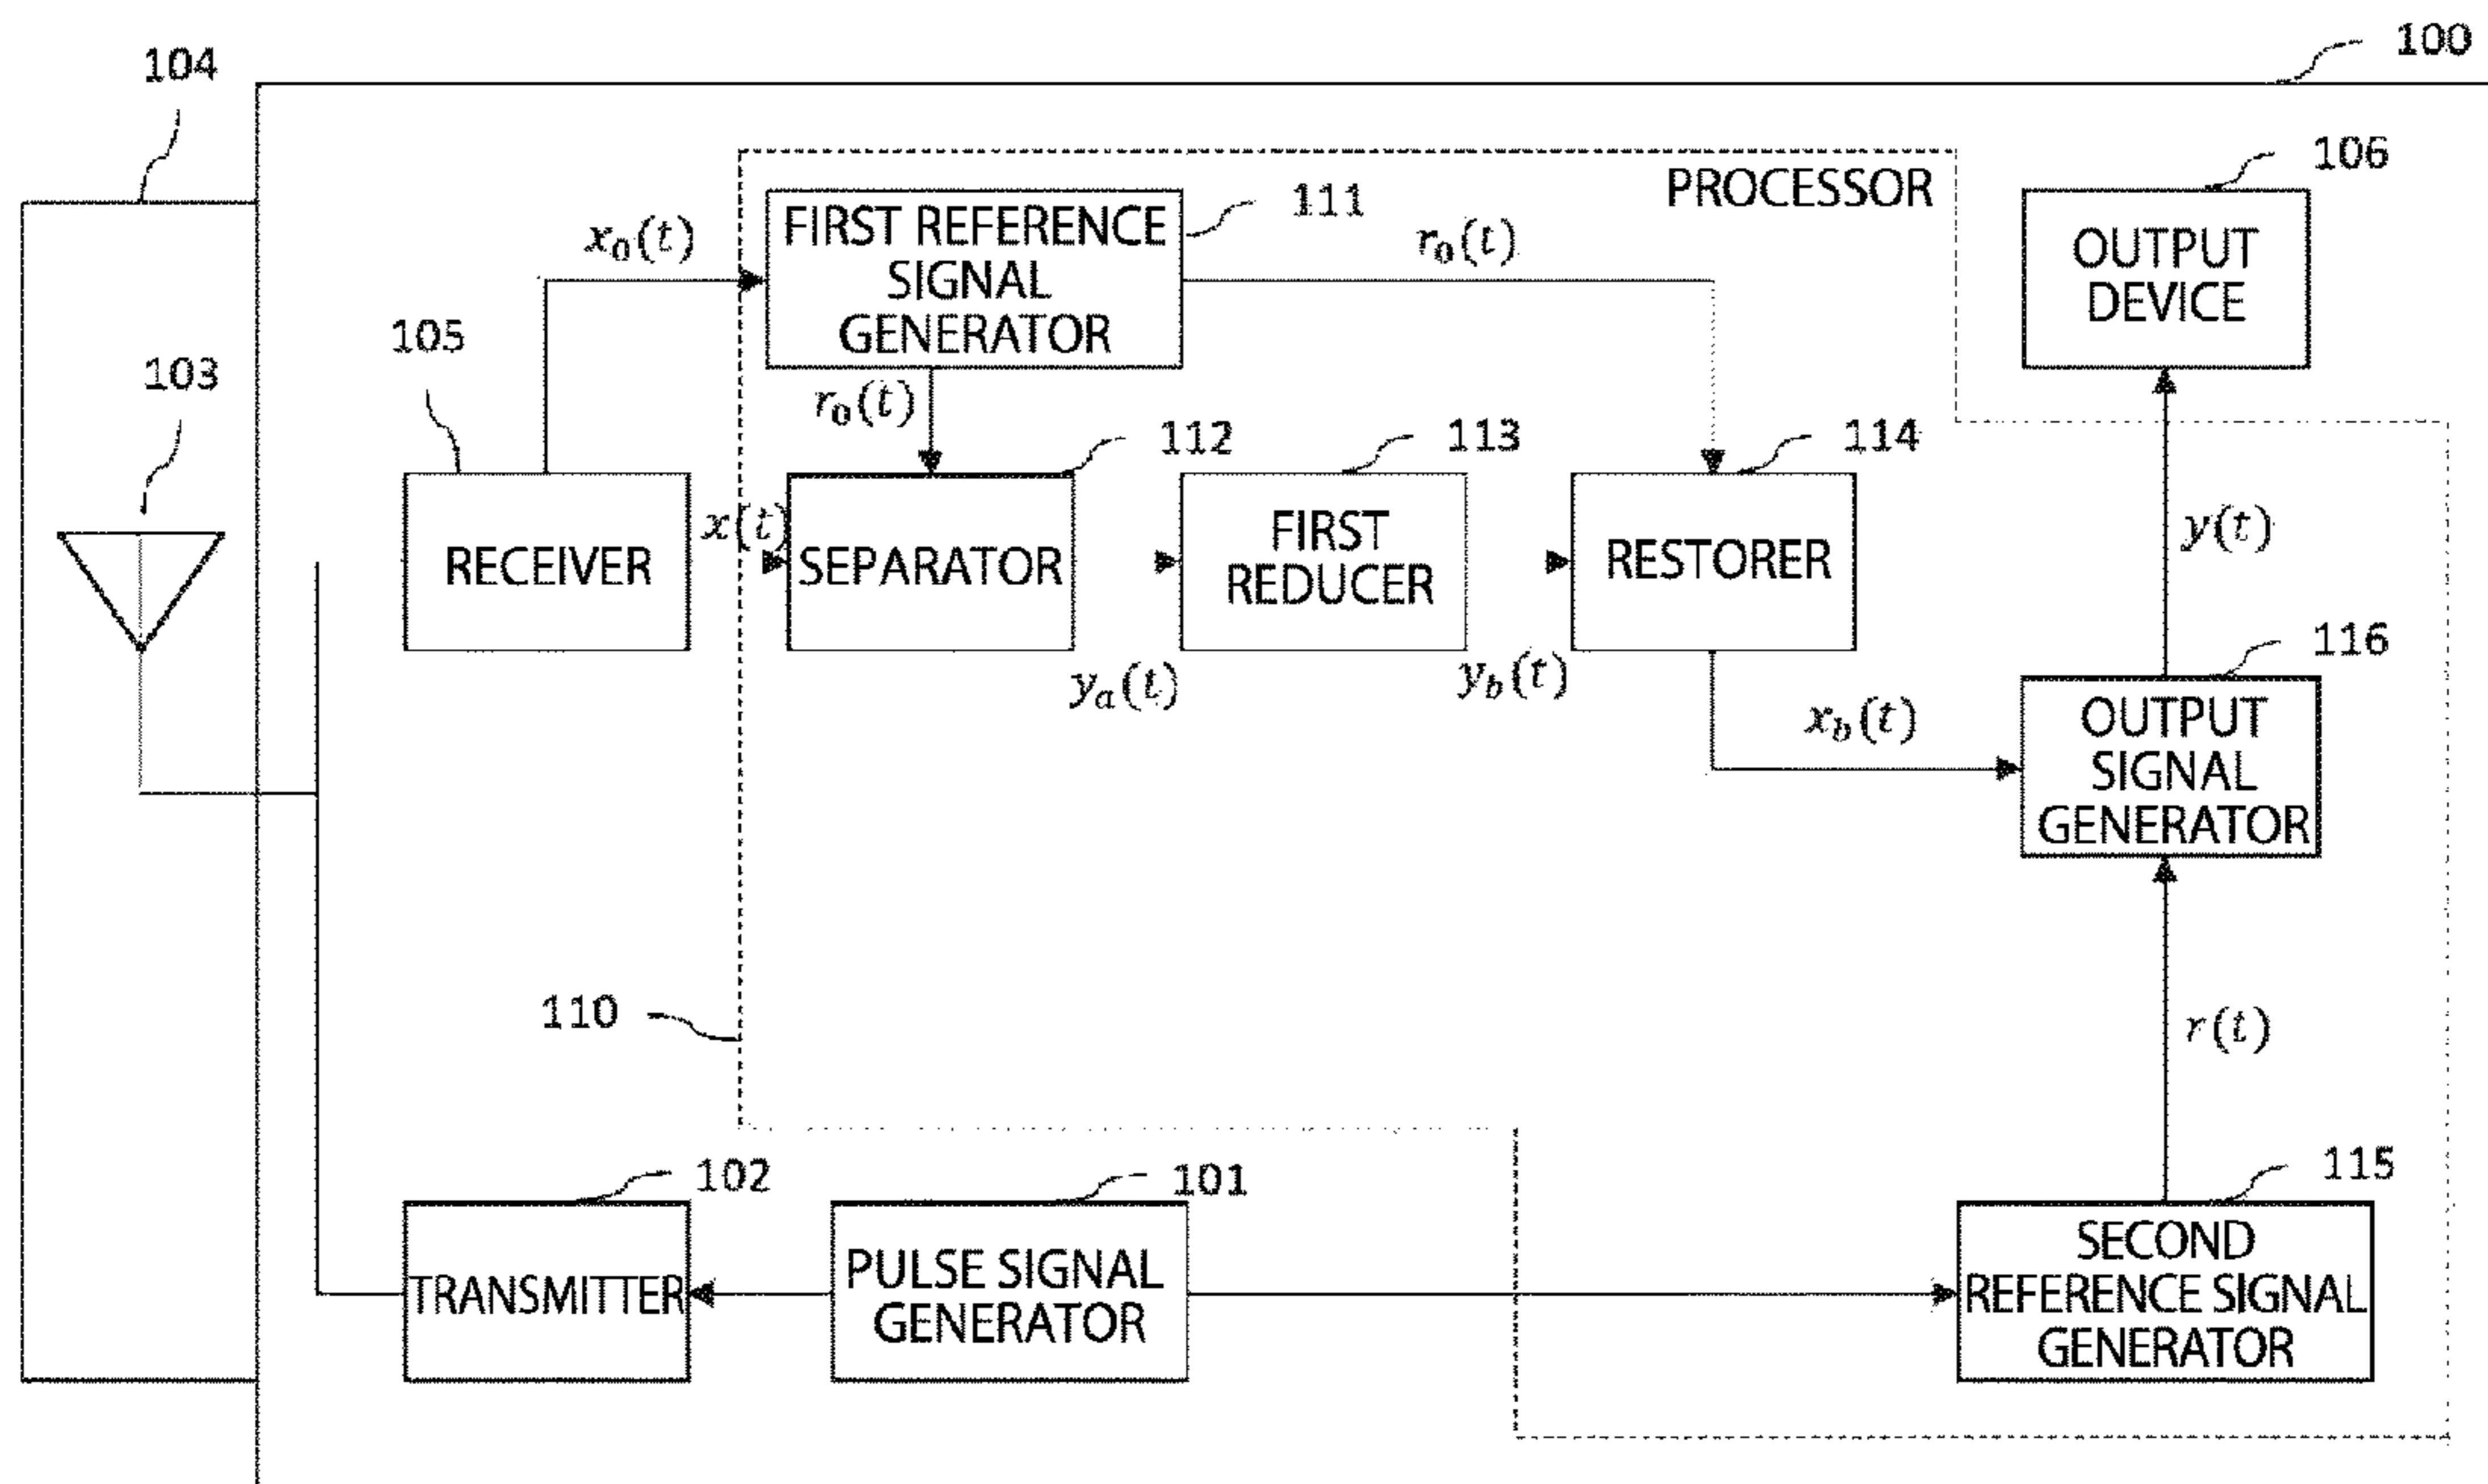 100
104
106
PROCESSOR
111
FIRST REFERENCE
SIGNAL
GENERATOR
x₀(t)
r₀(t)
OUTPUT
DEVICE
105
103
r₀(t)
112
113
114
x(t)
RECEIVER
SEPARATOR
FIRST
REDUCER
RESTORER
y(t)
116
yₐ(t)
y_b(t)
x_b(t)
OUTPUT
SIGNAL
GENERATOR
110
r(t)
102
101
115
TRANSMITTER
PULSE SIGNAL
GENERATOR
SECOND
REFERENCE SIGNAL
GENERATOR